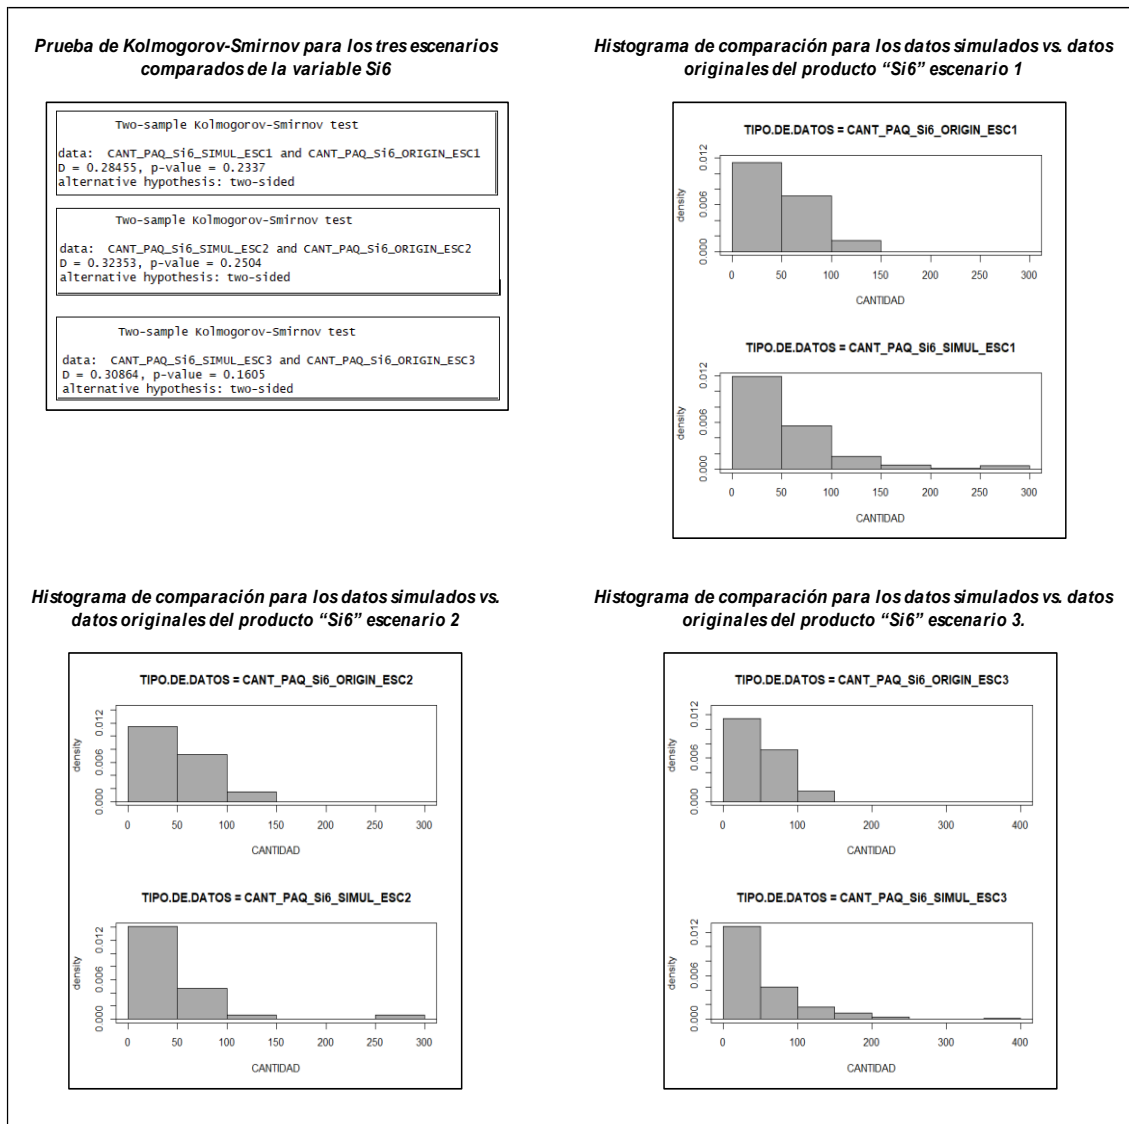 Prueba de Kolmogorov-Smirnov para los tres escenarios
comparados de la variable Si6
Two-sample Kolmogorov-Smirnov test
data: CANT_PAQ_Si6_SIMUL_ESC1 and CANT_PAQ_Si6_ORIGIN_ESC1
D = 0.28455, p-value = 0.2337
alternative hypothesis: two-sided
Two-sample Kolmogorov-Smirnov test
data: CANT_PAQ_Si6_SIMUL_ESC2 and CANT_PAQ_Si6_ORIGIN_ESC2
D = 0.32353, p-value = 0.2504
alternative hypothesis: two-sided
Two-sample Kolmogorov-Smirnov test
data: CANT_PAQ_Si6_SIMUL_ESC3 and CANT_PAQ_Si6_ORIGIN_ESC3
D = 0.30864, p-value = 0.1605
alternative hypothesis: two-sided
Histograma de comparación para los datos simulados vs. datos
originales del producto “Si6” escenario 1
TIPO.DE.DATOS = CANT_PAQ_Si6_ORIGIN_ESC1
density
0.012
0.006
0.000
0 50 100 150 200 250 300
CANTIDAD
TIPO.DE.DATOS = CANT_PAQ_Si6_SIMUL_ESC1
density
0.012
0.006
0.000
0 50 100 150 200 250 300
CANTIDAD
Histograma de comparación para los datos simulados vs.
datos originales del producto “Si6” escenario 2
TIPO.DE.DATOS = CANT_PAQ_Si6_ORIGIN_ESC2
density
0.012
0.006
0.000
0 50 100 150 200 250 300
CANTIDAD
TIPO.DE.DATOS = CANT_PAQ_Si6_SIMUL_ESC2
density
0.012
0.006
0.000
0 50 100 150 200 250 300
CANTIDAD
Histograma de comparación para los datos simulados vs. datos
originales del producto “Si6” escenario 3.
TIPO.DE.DATOS = CANT_PAQ_Si6_ORIGIN_ESC3
density
0.012
0.006
0.000
0 100 200 300 400
CANTIDAD
TIPO.DE.DATOS = CANT_PAQ_Si6_SIMUL_ESC3
density
0.012
0.006
0.000
0 100 200 300 400
CANTIDAD